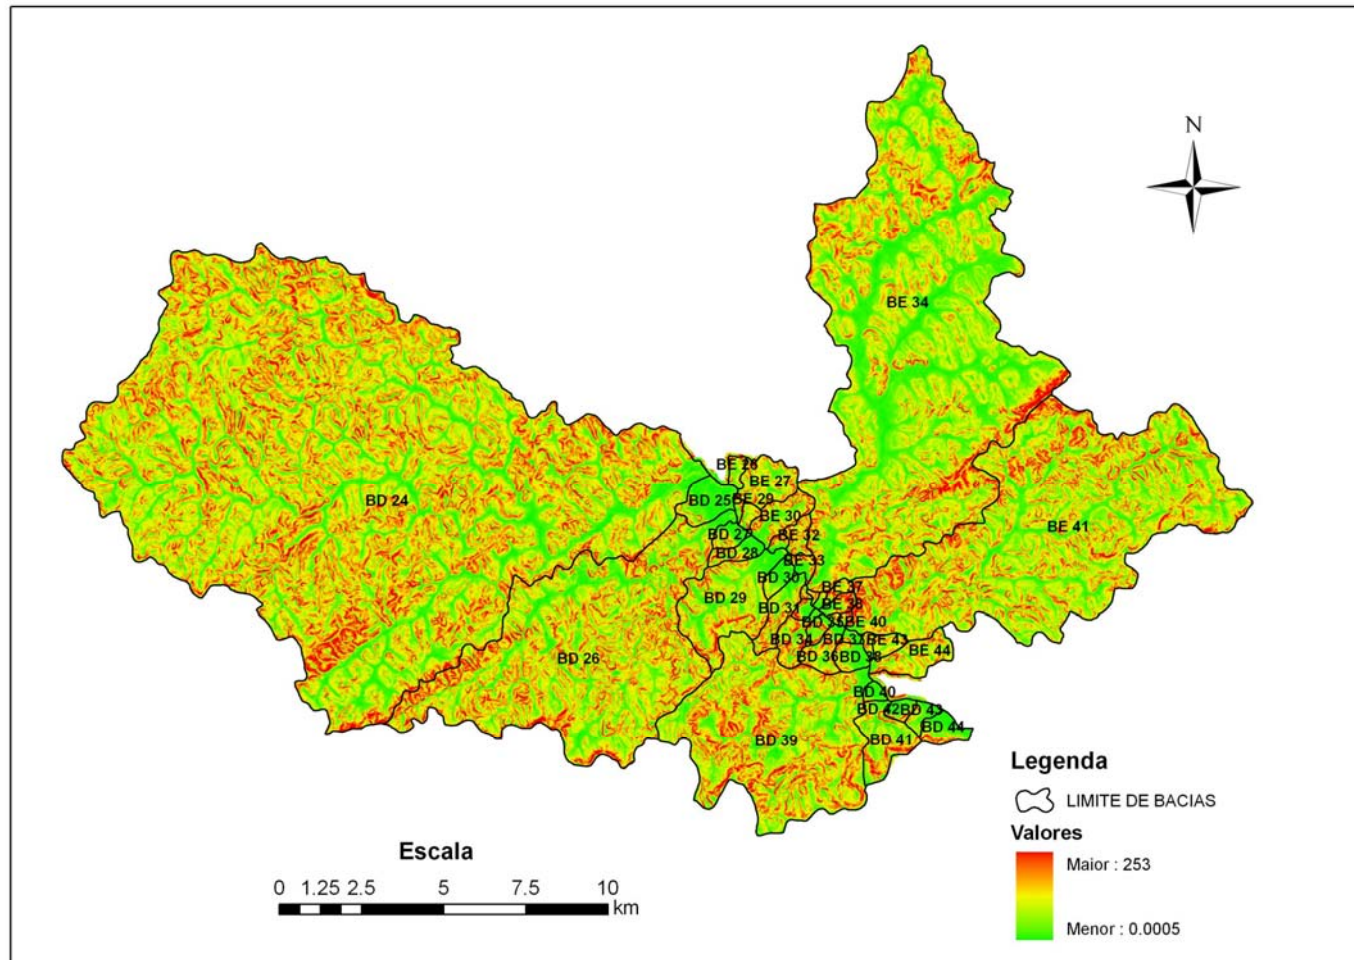 N
BE 34
BE 26
BE 27
BD 24
BD 25
BE 29
BE 30
BE 41
BD 27
BE 32
BD 28
BE 33
BD 30
BE 37
BD 29
BD 31
BE 38
BD 35
BE 40
BD 34
BD 37
BE 43
BE 44
BD 26
BD 36
BD 38
BD 40
BD 42
BD 43
BD 44
BD 39
BD 41
Legenda
LIMITE DE BACIAS
Valores
Maior : 253
Menor : 0.0005
Escala
0 1.25 2.5 5 7.5 10
km